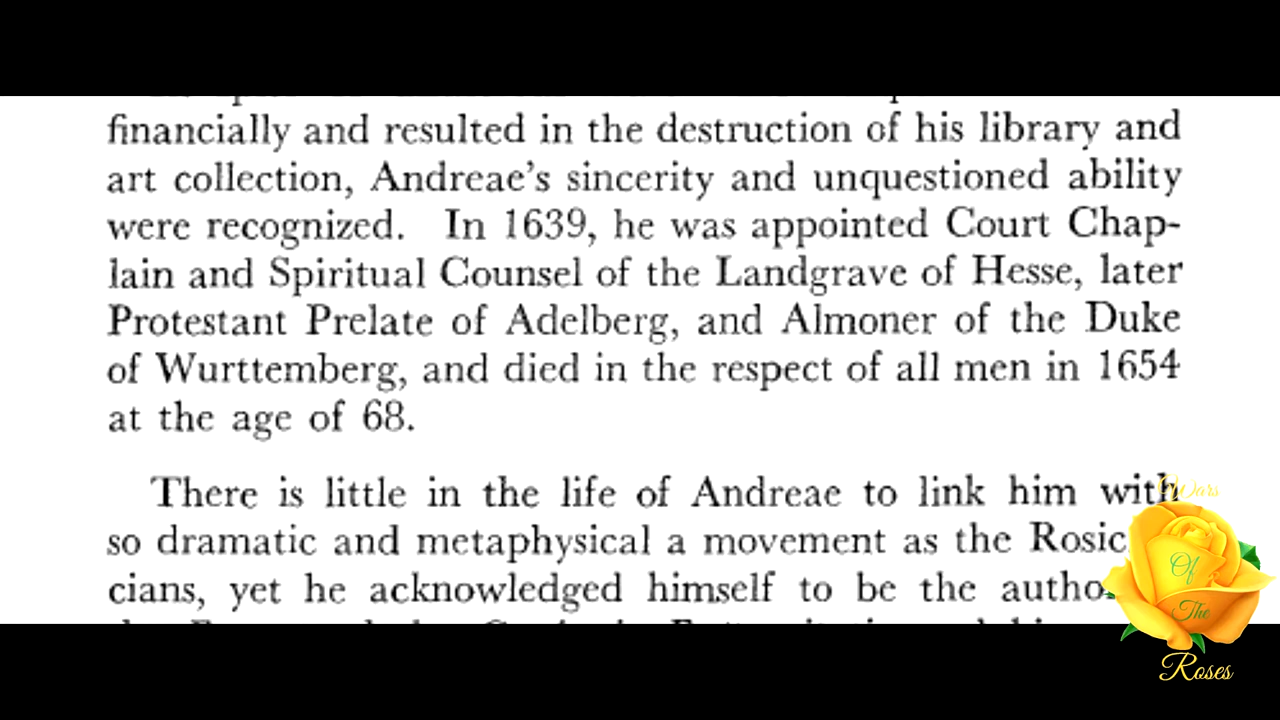 financially and resulted in the destruction of his library and
art collection, Andreae's sincerity and unquestioned ability
were recognized. In 1639, he was appointed Court Chap-
lain and Spiritual Counsel of the Landgrave of Hesse, later
Protestant Prelate of Adelberg, and Almoner of the Duke
of Wurttemberg, and died in the respect of all men in 1654
at the age of 68.
There is little in the life of Andreae to link him with
so dramatic and metaphysical a movement as the Rosic
cians, yet he acknowledged himself to be the autho
Wars
Of
The
Roses